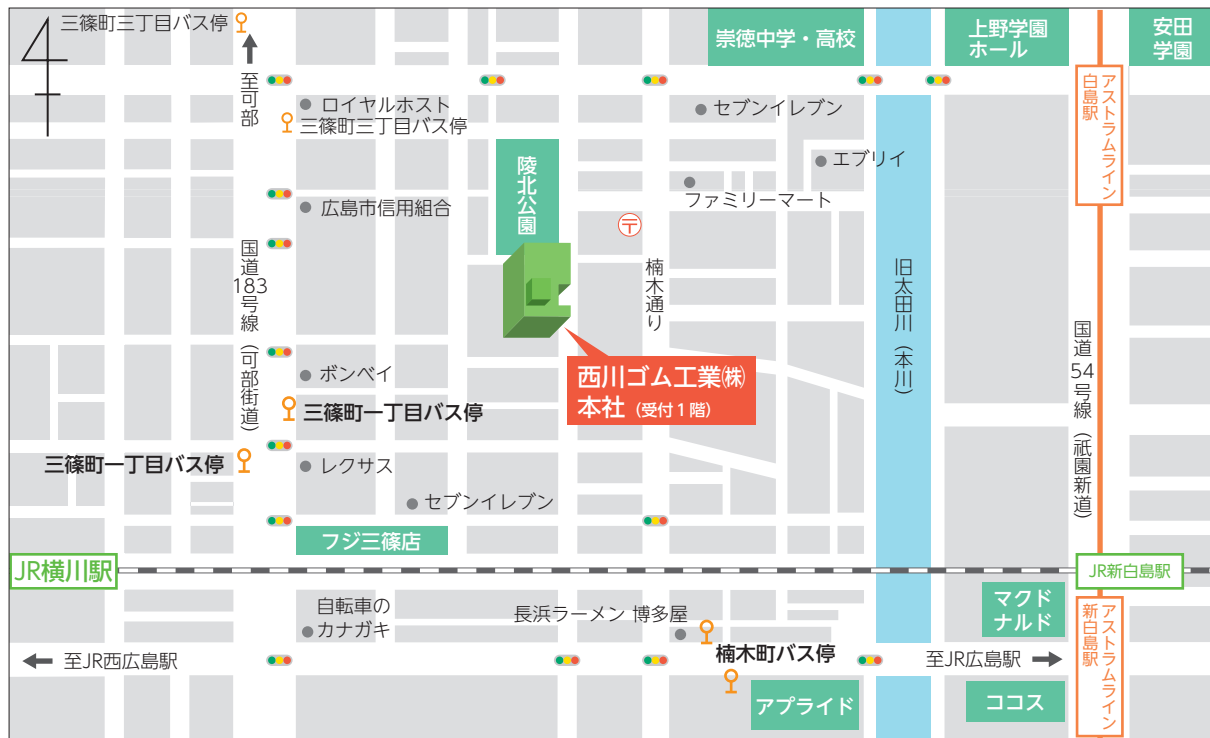 三篠町三丁目バス停
至可部
崇徳中学・高校
上野学園
ホール
安田
学園
ロイヤルホスト
三篠町三丁目バス停
セブンイレブン
アストラムライン
白島駅
エブリイ
陵北公園
ファミリーマート
広島市信用組合
〒
国道183号線(可部街道)
楠木通り
旧太田川(本川)
国道54号線(祇園新道)
ボンベイ
西川ゴム工業㈱
本社(受付1階)
三篠町一丁目バス停
三篠町一丁目バス停
レクサス
セブンイレブン
フジ三篠店
JR横川駅
JR新白島駅
自転車の
カナガキ
長浜ラーメン 博多屋
マクド
ナルド
アストラムライン
新白島駅
至JR西広島駅
楠木町バス停
至JR広島駅
アプライド
ココス